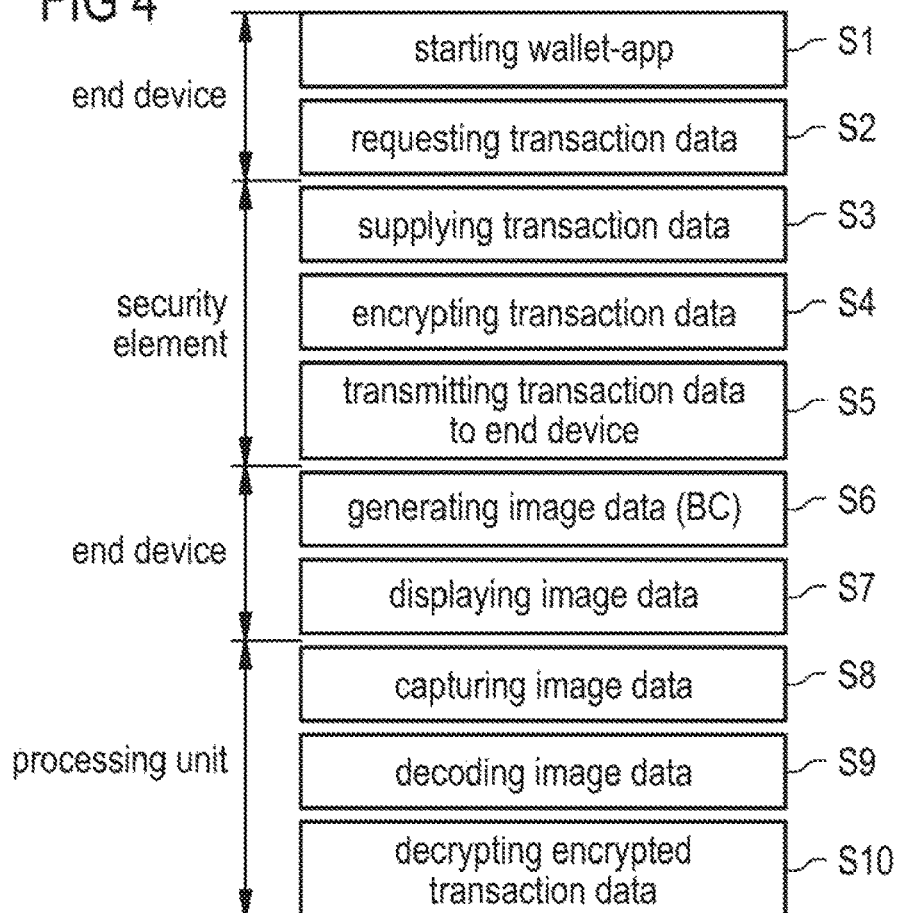 FIG 4
starting wallet-app
S1
end device
requesting transaction data
S2
supplying transaction data
S3
security
element
encrypting transaction data
S4
transmitting transaction data
to end device
S5
end device
generating image data (BC)
S6
displaying image data
S7
processing unit
capturing image data
S8
decoding image data
S9
decrypting encrypted
transaction data
S10